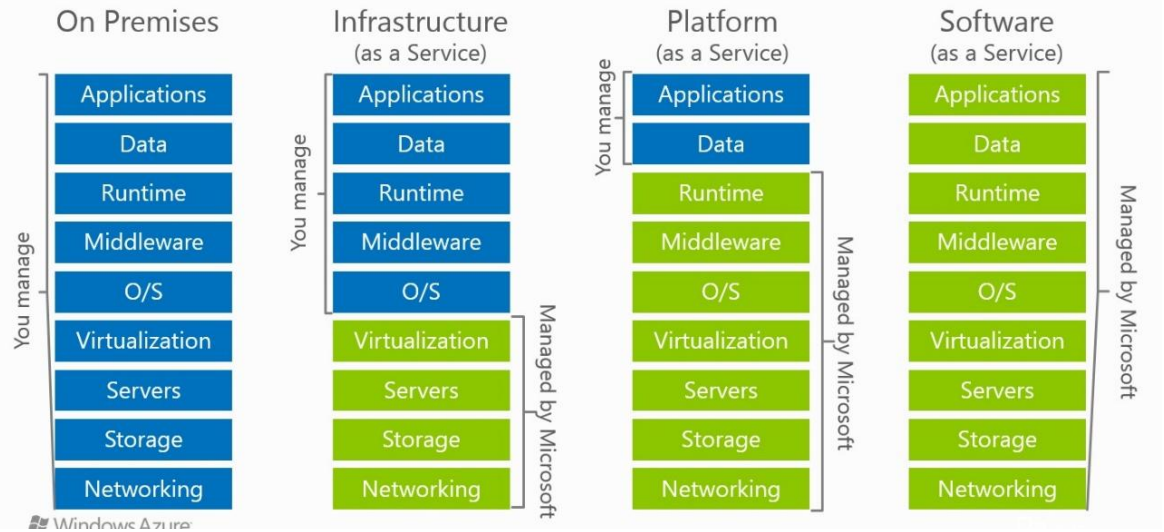 On Premises
Applications
Data
Runtime
Middleware
O/S
Virtualization
Servers
Storage
Networking
You manage
Infrastructure
(as a Service)
Applications
Data
Runtime
Middleware
O/S
Virtualization
Servers
Storage
Networking
You manage
Managed by Microsoft
Platform
(as a Service)
Applications
Data
Runtime
Middleware
O/S
Virtualization
Servers
Storage
Networking
You manage
Managed by Microsoft
Software
(as a Service)
Applications
Data
Runtime
Middleware
O/S
Virtualization
Servers
Storage
Networking
Managed by Microsoft
Windows Azure